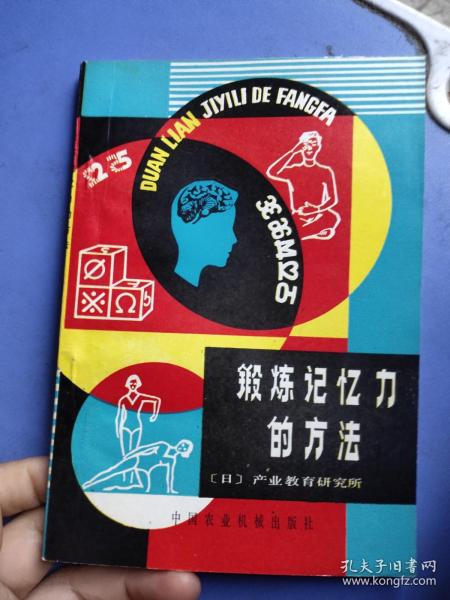 DUAN LIAN JIYILI DE FANGFA
125
Ø
※
Ω
锻炼记忆力
的方法
〔日〕产业教育研究所
中国农业机械出版社
孔夫子旧书网
www.kongfz.com